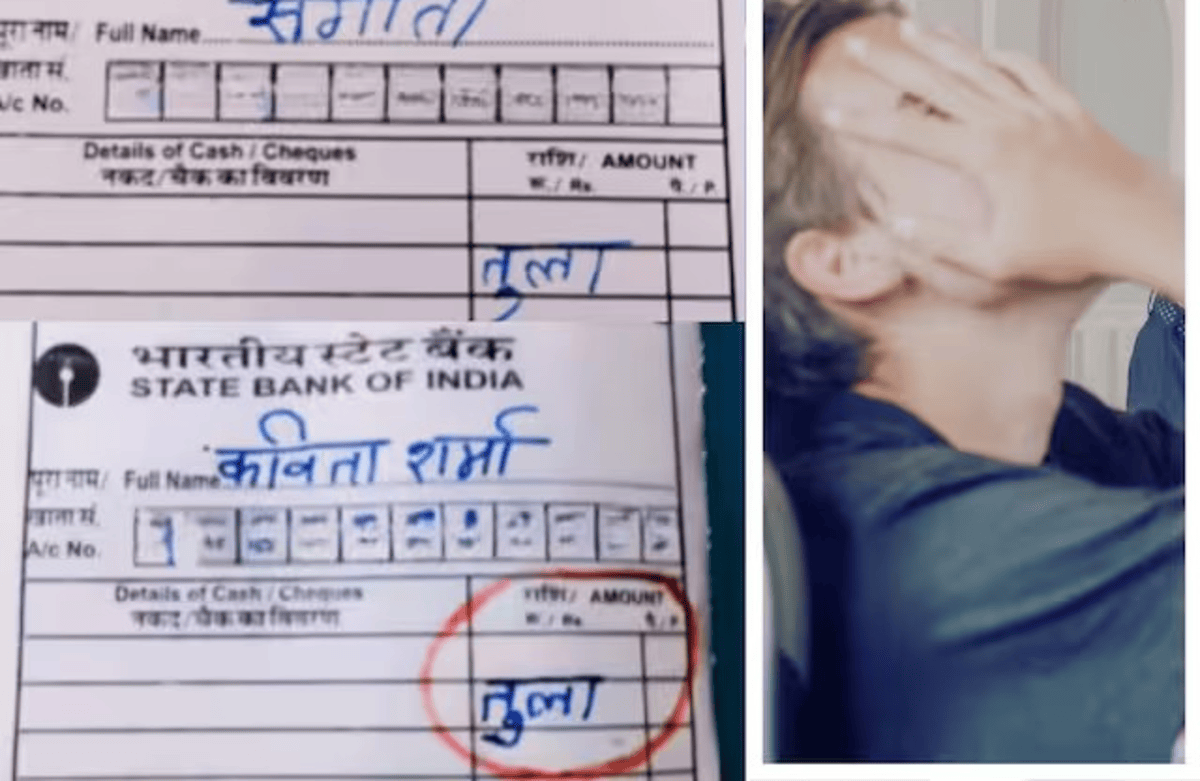 संगीता
पूरा नाम/ Full Name
खाता सं.
A/c No.
Details of Cash / Cheques राशि/ AMOUNT
नकद/चैक का विवरण रू./ Rs. पै./ P.
तुला
भारतीय स्टेट बैंक
STATE BANK OF INDIA
कविता शर्मा
पूरा नाम/ Full Name
खाता सं.
A/c No.
Details of Cash / Cheques राशि/ AMOUNT
नकद/चैक का विवरण रू./ Rs. पै./ P.
तुला